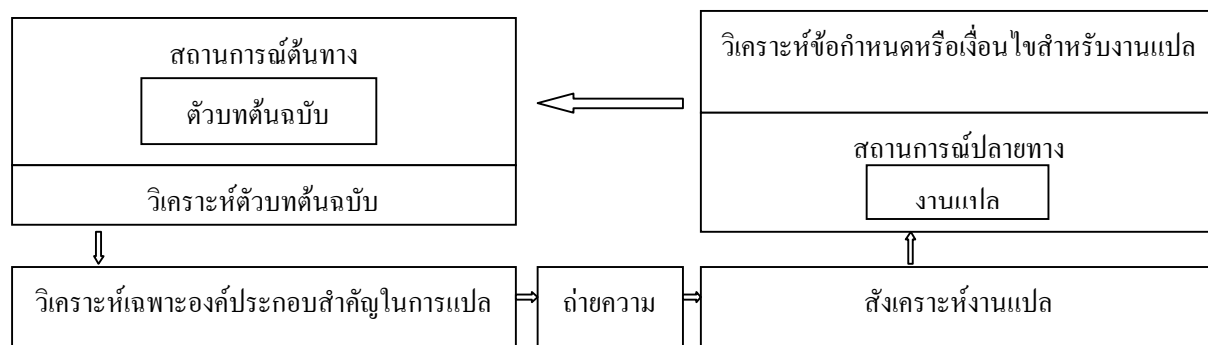 สถานการณ์ต้นทาง
ตัวบทต้นฉบับ
วิเคราะห์ตัวบทต้นฉบับ
วิเคราะห์ข้อกำหนดหรือเงื่อนไขสำหรับงานแปล
สถานการณ์ปลายทาง
งานแปล
วิเคราะห์เฉพาะองค์ประกอบสำคัญในการแปล
ถ่ายความ
สังเคราะห์งานแปล